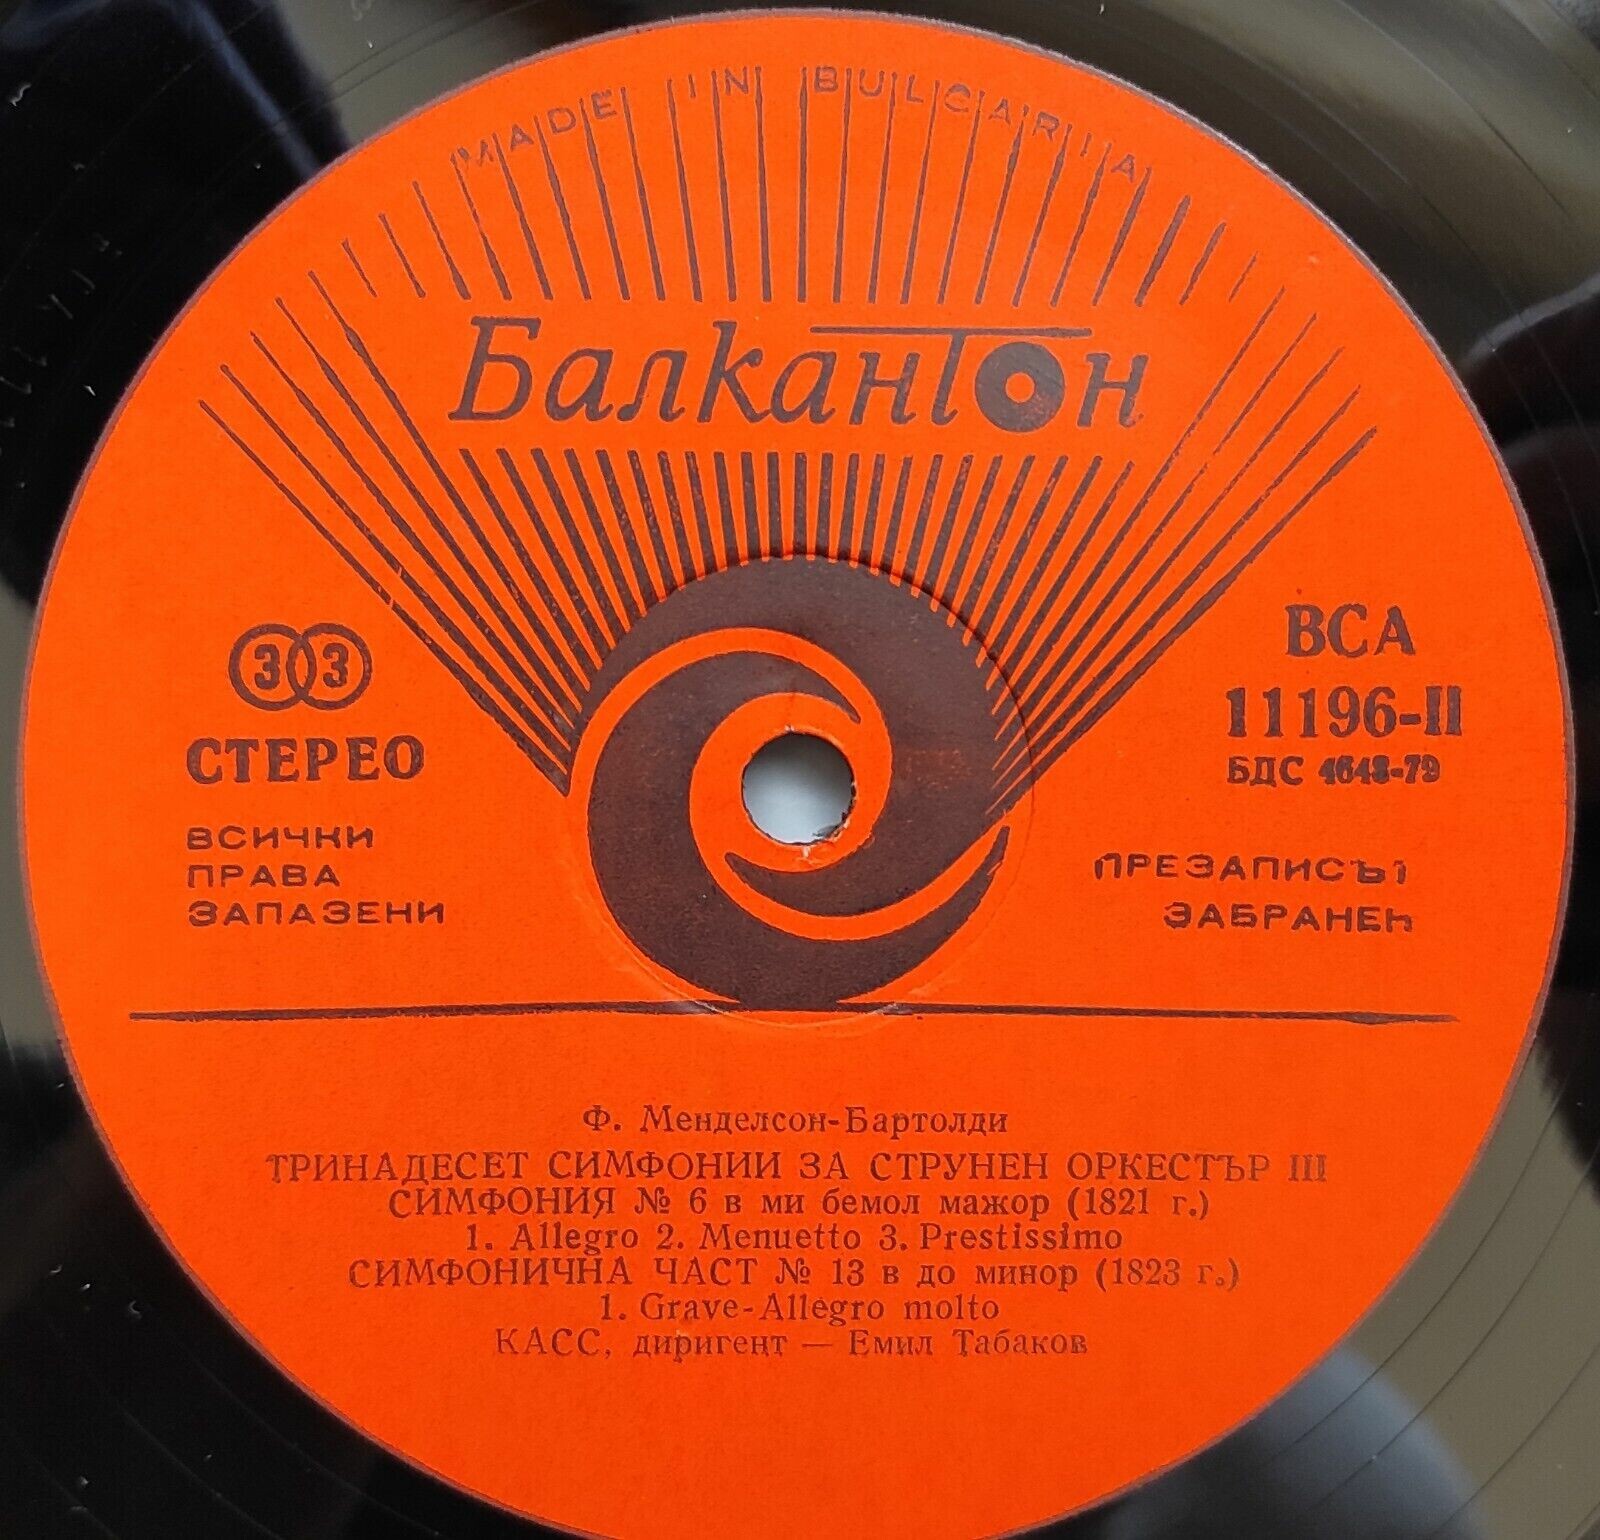 MADE IN BULGARIA
Балкантон
33
СТЕРЕО
ВСИЧКИ
ПРАВА
ЗАПАЗЕНИ
ВСА
11196-II
БДС 4643-79
ПРЕЗАПИСЪТ
ЗАБРАНЕН
Ф. Менделсон-Бартолди
ТРИНАДЕСЕТ СИМФОНИИ ЗА СТРУНЕН ОРКЕСТЪР III
СИМФОНИЯ № 6 в ми бемол мажор (1821 г.)
1. Allegro 2. Menuetto 3. Prestissimo
СИМФОНИЧНА ЧАСТ № 13 в до минор (1823 г.)
1. Grave-Allegro molto
КАСС, диригент — Емил Табаков